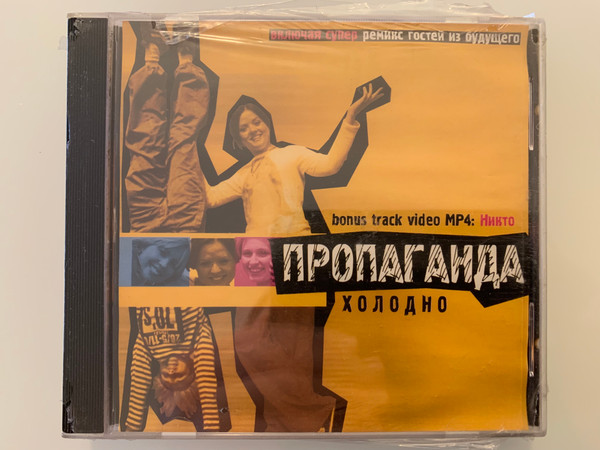 включая супер ремикс гостей из будущего
bonus track video MP4: Никто
ПРОПАГАНДА
ХОЛОДНО